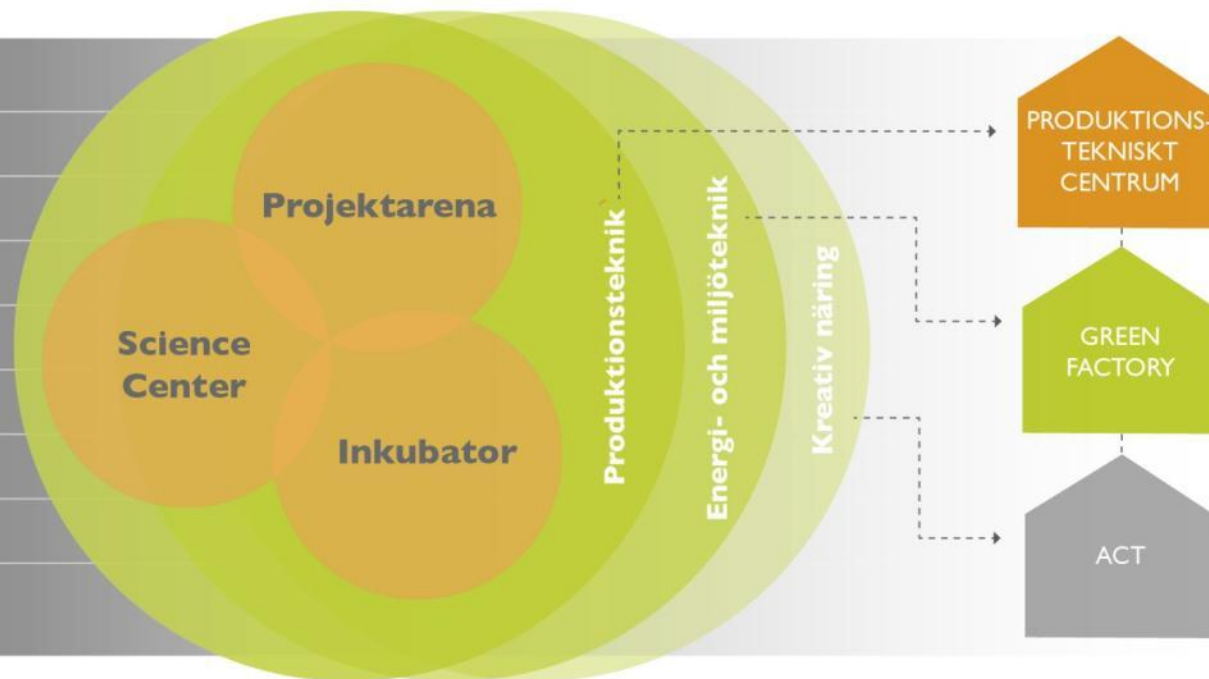 Projektarena
Science
Center
Inkubator
Produktionsteknik
Energi- och miljöteknik
Kreativ näring
PRODUKTIONS-
TEKNISKT
CENTRUM
GREEN
FACTORY
ACT